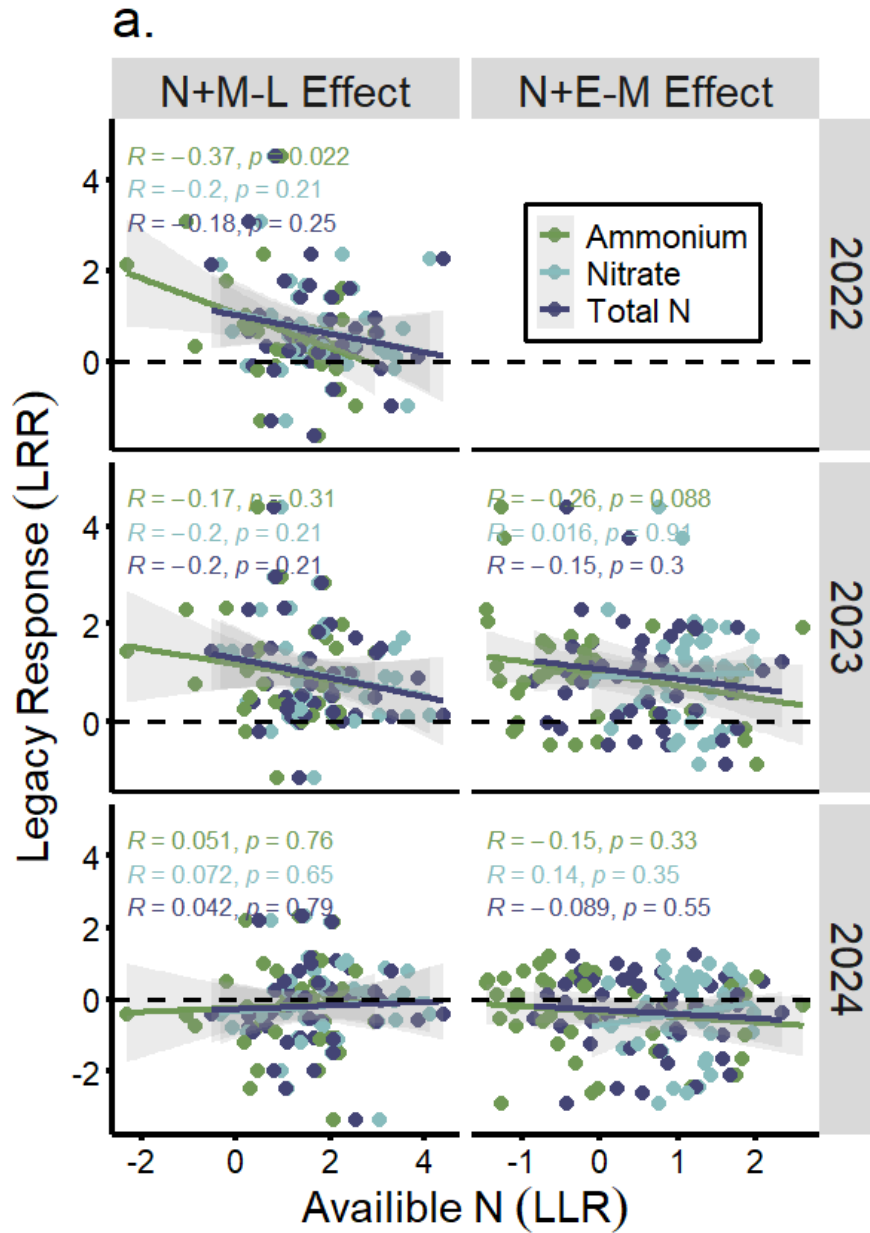 a.
N+M-L Effect
N+E-M Effect
R = −0.37, p = 0.022
R = −0.2, p = 0.21
R = −0.18, p = 0.25
Ammonium
Nitrate
Total N
2022
4
2
0
R = −0.17, p = 0.31
R = −0.2, p = 0.21
R = −0.2, p = 0.21
R = −0.26, p = 0.088
R = 0.016, p = 0.91
R = −0.15, p = 0.3
2023
4
2
0
Legacy Response (LRR)
R = 0.051, p = 0.76
R = 0.072, p = 0.65
R = 0.042, p = 0.79
R = −0.15, p = 0.33
R = 0.14, p = 0.35
R = −0.089, p = 0.55
2024
4
2
0
-2
-2 0 2 4
-1 0 1 2
Availible N (LLR)